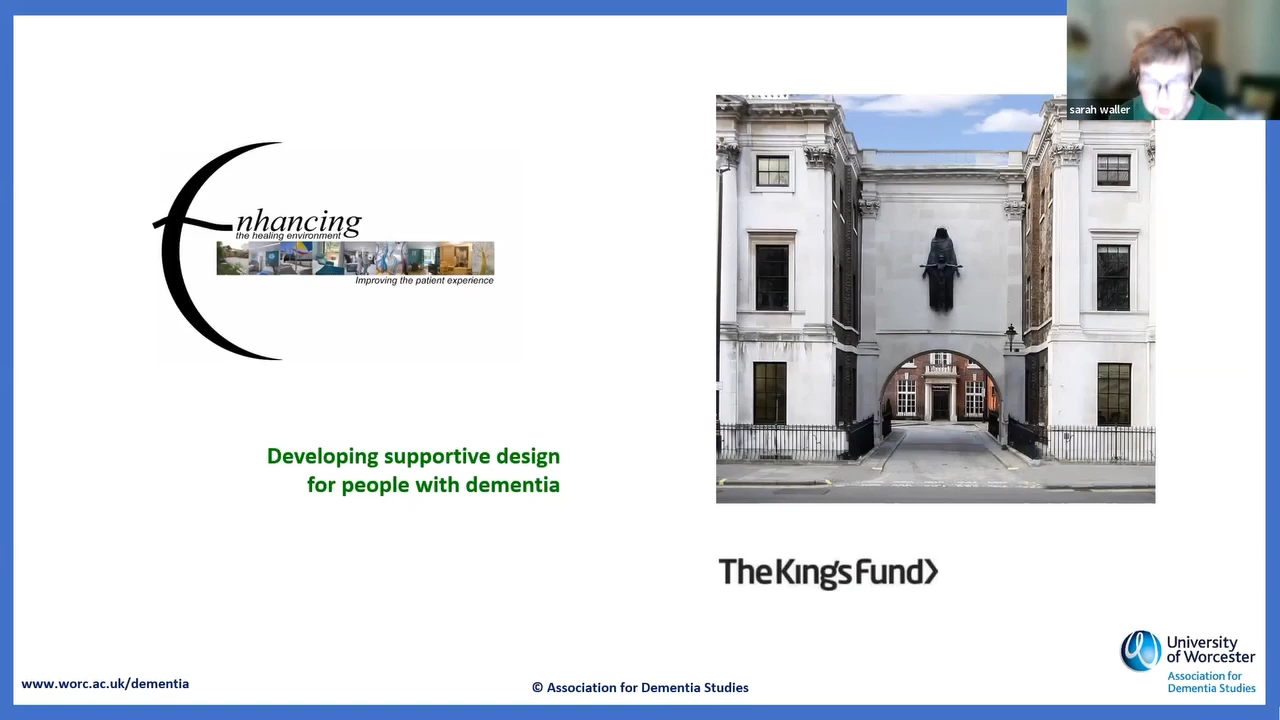 sarah waller
Enhancing
the healing environment
Improving the patient experience
Developing supportive design
for people with dementia
The King's Fund>
University
of Worcester
Association for
Dementia Studies
www.worc.ac.uk/dementia
© Association for Dementia Studies